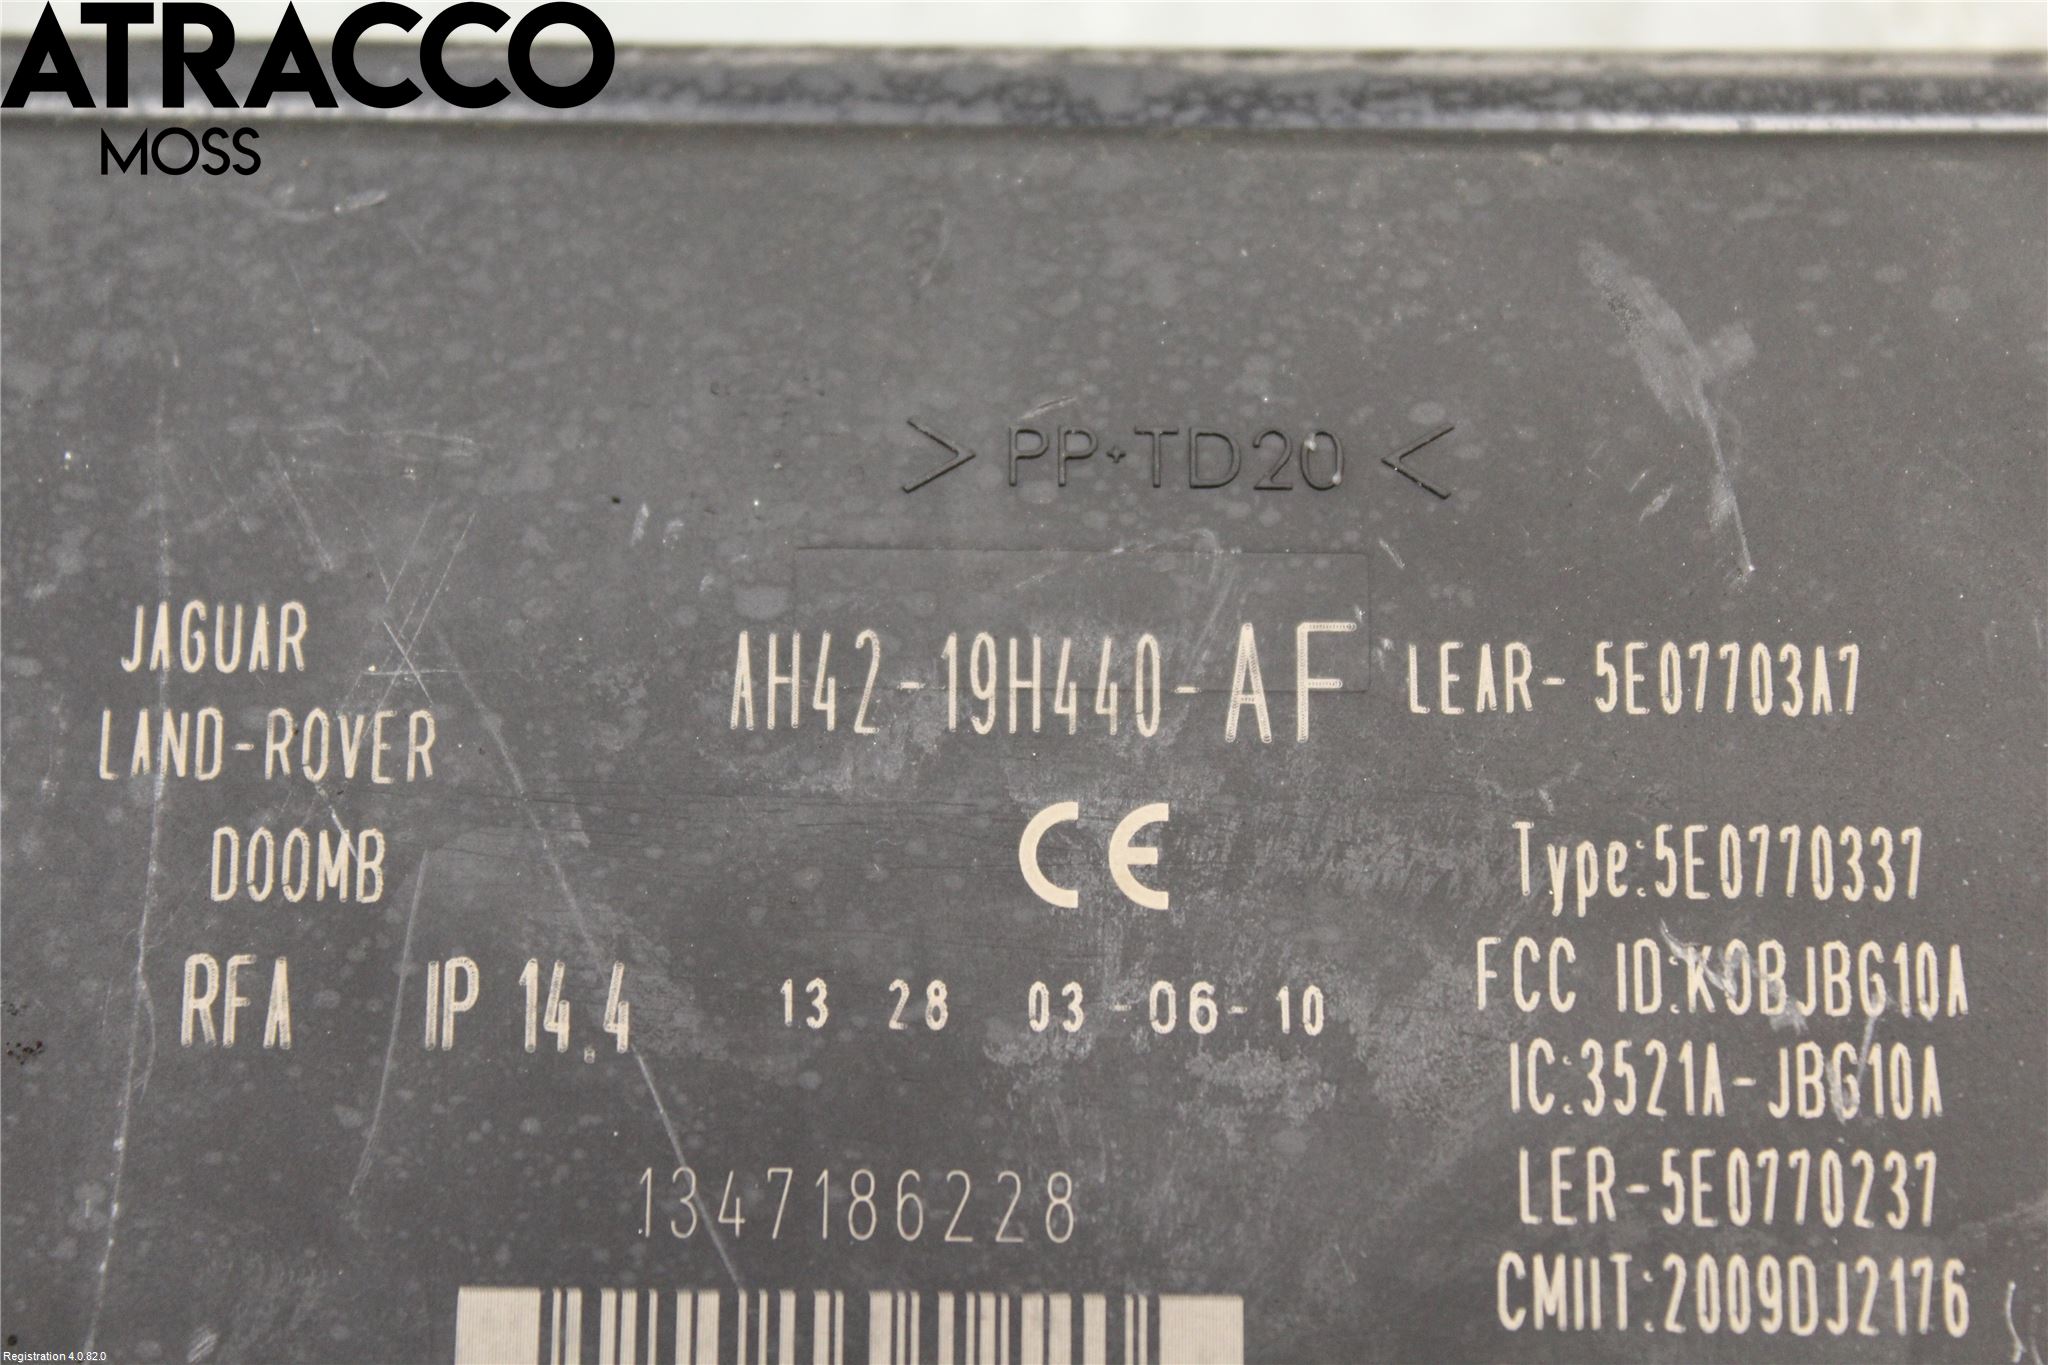 ATRACCO
MOSS
> PP+TD20 <
JAGUAR
LAND-ROVER
D00MB
RFA IP 14.4
AH42-19H440-AF LEAR- 5E07703A7
CE
13 28 03-06-10
Type:5E0770337
FCC ID:KOBJBG10A
IC:3521A-JBG10A
LER-5E0770237
CMIIT:2009DJ2176
1347186228
Registration 4.0.82.0